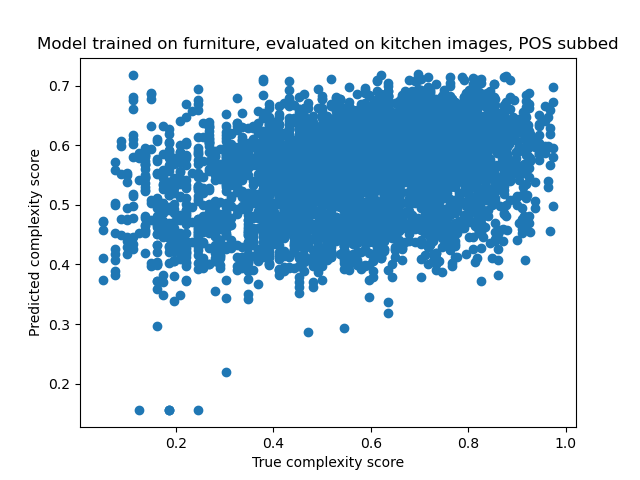 Model trained on furniture, evaluated on kitchen images, POS subbed
0.7
0.6
0.5
0.4
0.3
0.2
Predicted complexity score
0.2 0.4 0.6 0.8 1.0
True complexity score